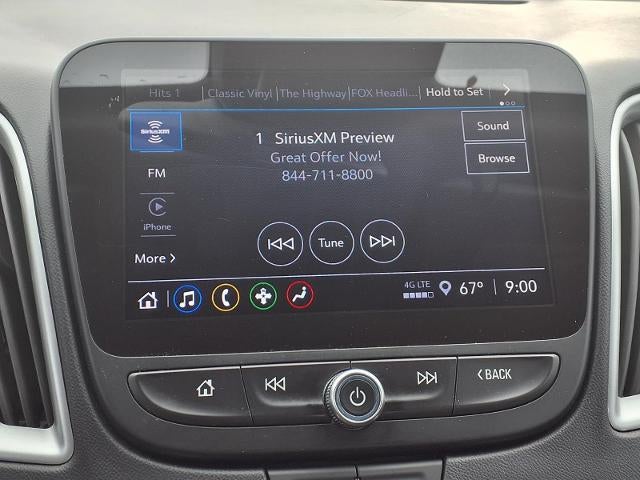 Hits 1 Classic Vinyl The Highway FOX Headli... Hold to Set
SiriusXM
Sound
1 SiriusXM Preview
Great Offer Now!
Browse
FM
844-711-8800
iPhone
Tune
More
4G LTE
67° 9:00
BACK